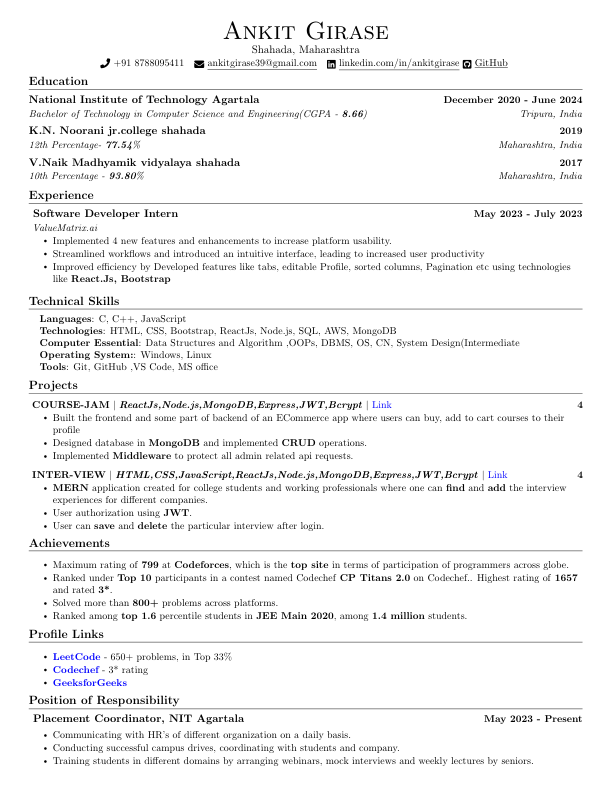 Ankit Girase
Shahada, Maharashtra
+91 8788095411 ankitgirase39@gmail.com linkedin.com/in/ankitgirase GitHub
Education
National Institute of Technology Agartala December 2020 - June 2024
Bachelor of Technology in Computer Science and Engineering(CGPA - 8.66) Tripura, India
K.N. Noorani jr.college shahada 2019
12th Percentage- 77.54% Maharashtra, India
V.Naik Madhyamik vidyalaya shahada 2017
10th Percentage - 93.80% Maharashtra, India
Experience
Software Developer Intern May 2023 - July 2023
ValueMatrix.ai
• Implemented 4 new features and enhancements to increase platform usability.
• Streamlined workflows and introduced an intuitive interface, leading to increased user productivity
• Improved efficiency by Developed features like tabs, editable Profile, sorted columns, Pagination etc using technologies
like React.Js, Bootstrap
Technical Skills
Languages: C, C++, JavaScript
Technologies: HTML, CSS, Bootstrap, ReactJs, Node.js, SQL, AWS, MongoDB
Computer Essential: Data Structures and Algorithm ,OOPs, DBMS, OS, CN, System Design(Intermediate
Operating System:: Windows, Linux
Tools: Git, GitHub ,VS Code, MS office
Projects
COURSE-JAM | ReactJs,Node.js,MongoDB,Express,JWT,Bcrypt | Link 4
• Built the frontend and some part of backend of an ECommerce app where users can buy, add to cart courses to their
profile
• Designed database in MongoDB and implemented CRUD operations.
• Implemented Middleware to protect all admin related api requests.
INTER-VIEW | HTML,CSS,JavaScript,ReactJs,Node.js,MongoDB,Express,JWT,Bcrypt | Link 4
• MERN application created for college students and working professionals where one can find and add the interview
experiences for different companies.
• User authorization using JWT.
• User can save and delete the particular interview after login.
Achievements
• Maximum rating of 799 at Codeforces, which is the top site in terms of participation of programmers across globe.
• Ranked under Top 10 participants in a contest named Codechef CP Titans 2.0 on Codechef.. Highest rating of 1657
and rated 3*.
• Solved more than 800+ problems across platforms.
• Ranked among top 1.6 percentile students in JEE Main 2020, among 1.4 million students.
Profile Links
• LeetCode - 650+ problems, in Top 33%
• Codechef - 3* rating
• GeeksforGeeks
Position of Responsibility
Placement Coordinator, NIT Agartala May 2023 - Present
• Communicating with HR's of different organization on a daily basis.
• Conducting successful campus drives, coordinating with students and company.
• Training students in different domains by arranging webinars, mock interviews and weekly lectures by seniors.